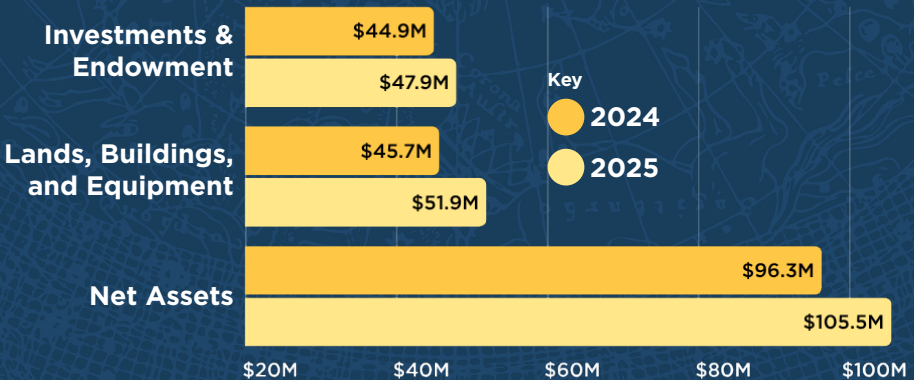 Investments &
Endowment
$44.9M
$47.9M
Key
2024
2025
Lands, Buildings,
and Equipment
$45.7M
$51.9M
Net Assets
$96.3M
$105.5M
$20M
$40M
$60M
$80M
$100M